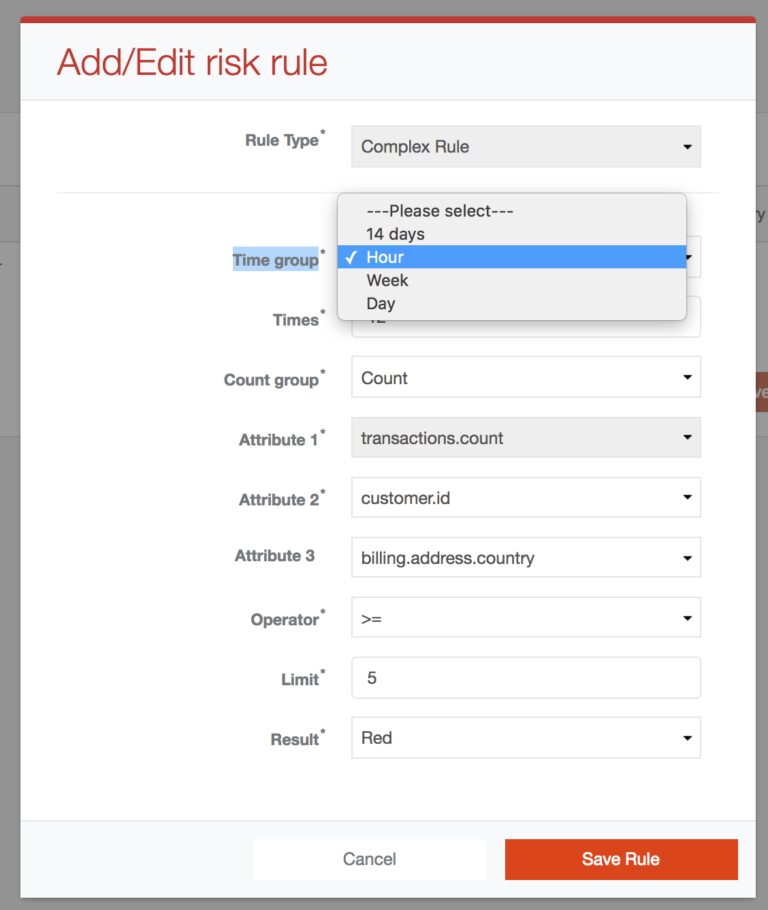 Add/Edit risk rule
Rule Type*
Complex Rule
---Please select---
14 days
Time group*
✓ Hour
Week
Day
Times*
12
Count group*
Count
Attribute 1*
transactions.count
Attribute 2*
customer.id
Attribute 3
billing.address.country
Operator*
>=
Limit*
5
Result*
Red
Cancel
Save Rule